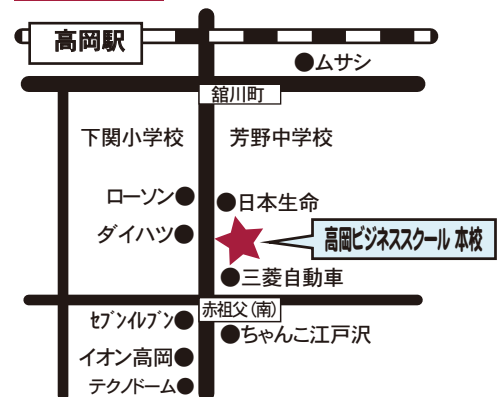 高岡駅
●ムサシ
舘川町
下関小学校
芳野中学校
ローソン●
●日本生命
ダイハツ●
高岡ビジネススクール 本校
●三菱自動車
赤祖父(南)
セブンイレブン●
●ちゃんこ江戸沢
イオン高岡●
テクノドーム●